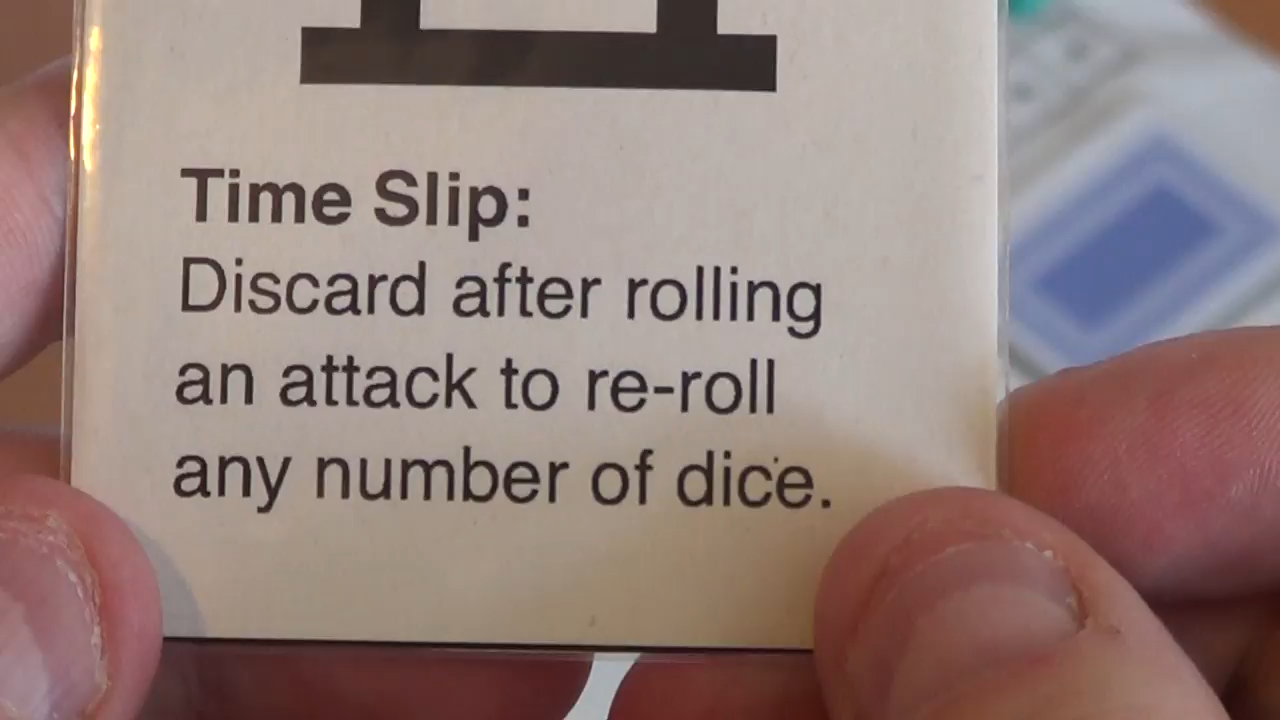 Time Slip:
Discard after rolling
an attack to re-roll
any number of dice.